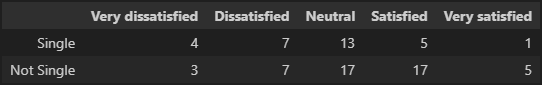 Very dissatisfied Dissatisfied Neutral Satisfied Very satisfied
Single 4 7 13 5 1
Not Single 3 7 17 17 5